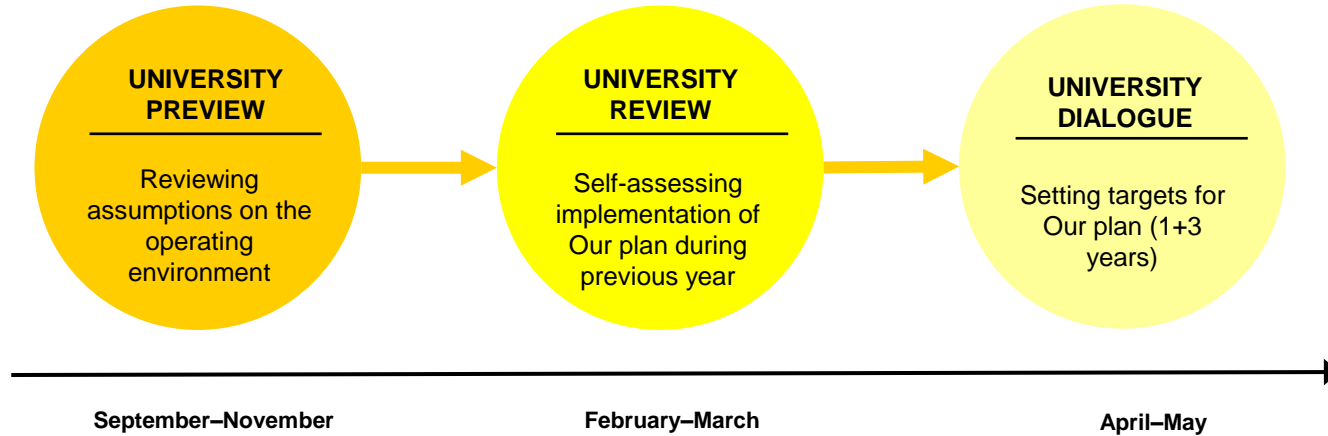 UNIVERSITY
PREVIEW
Reviewing
assumptions on the
operating
environment
UNIVERSITY
REVIEW
Self-assessing
implementation of
Our plan during
previous year
UNIVERSITY
DIALOGUE
Setting targets for
Our plan (1+3
years)
September–November
February–March
April–May